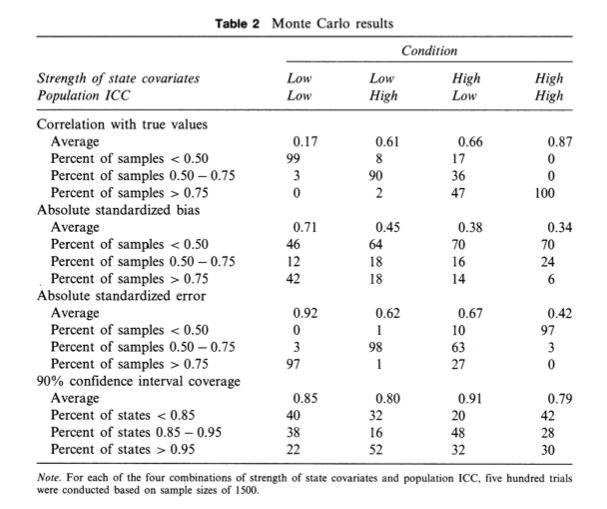 Table 2 Monte Carlo results
Condition
Strength of state covariates Low Low High High
Population ICC Low High Low High
Correlation with true values
Average 0.17 0.61 0.66 0.87
Percent of samples < 0.50 99 8 17 0
Percent of samples 0.50 – 0.75 3 90 36 0
Percent of samples > 0.75 0 2 47 100
Absolute standardized bias
Average 0.71 0.45 0.38 0.34
Percent of samples < 0.50 46 64 70 70
Percent of samples 0.50 – 0.75 12 18 16 24
Percent of samples > 0.75 42 18 14 6
Absolute standardized error
Average 0.92 0.62 0.67 0.42
Percent of samples < 0.50 0 1 10 97
Percent of samples 0.50 – 0.75 3 98 63 3
Percent of samples > 0.75 97 1 27 0
90% confidence interval coverage
Average 0.85 0.80 0.91 0.79
Percent of states < 0.85 40 32 20 42
Percent of states 0.85 – 0.95 38 16 48 28
Percent of states > 0.95 22 52 32 30
Note. For each of the four combinations of strength of state covariates and population ICC, five hundred trials
were conducted based on sample sizes of 1500.